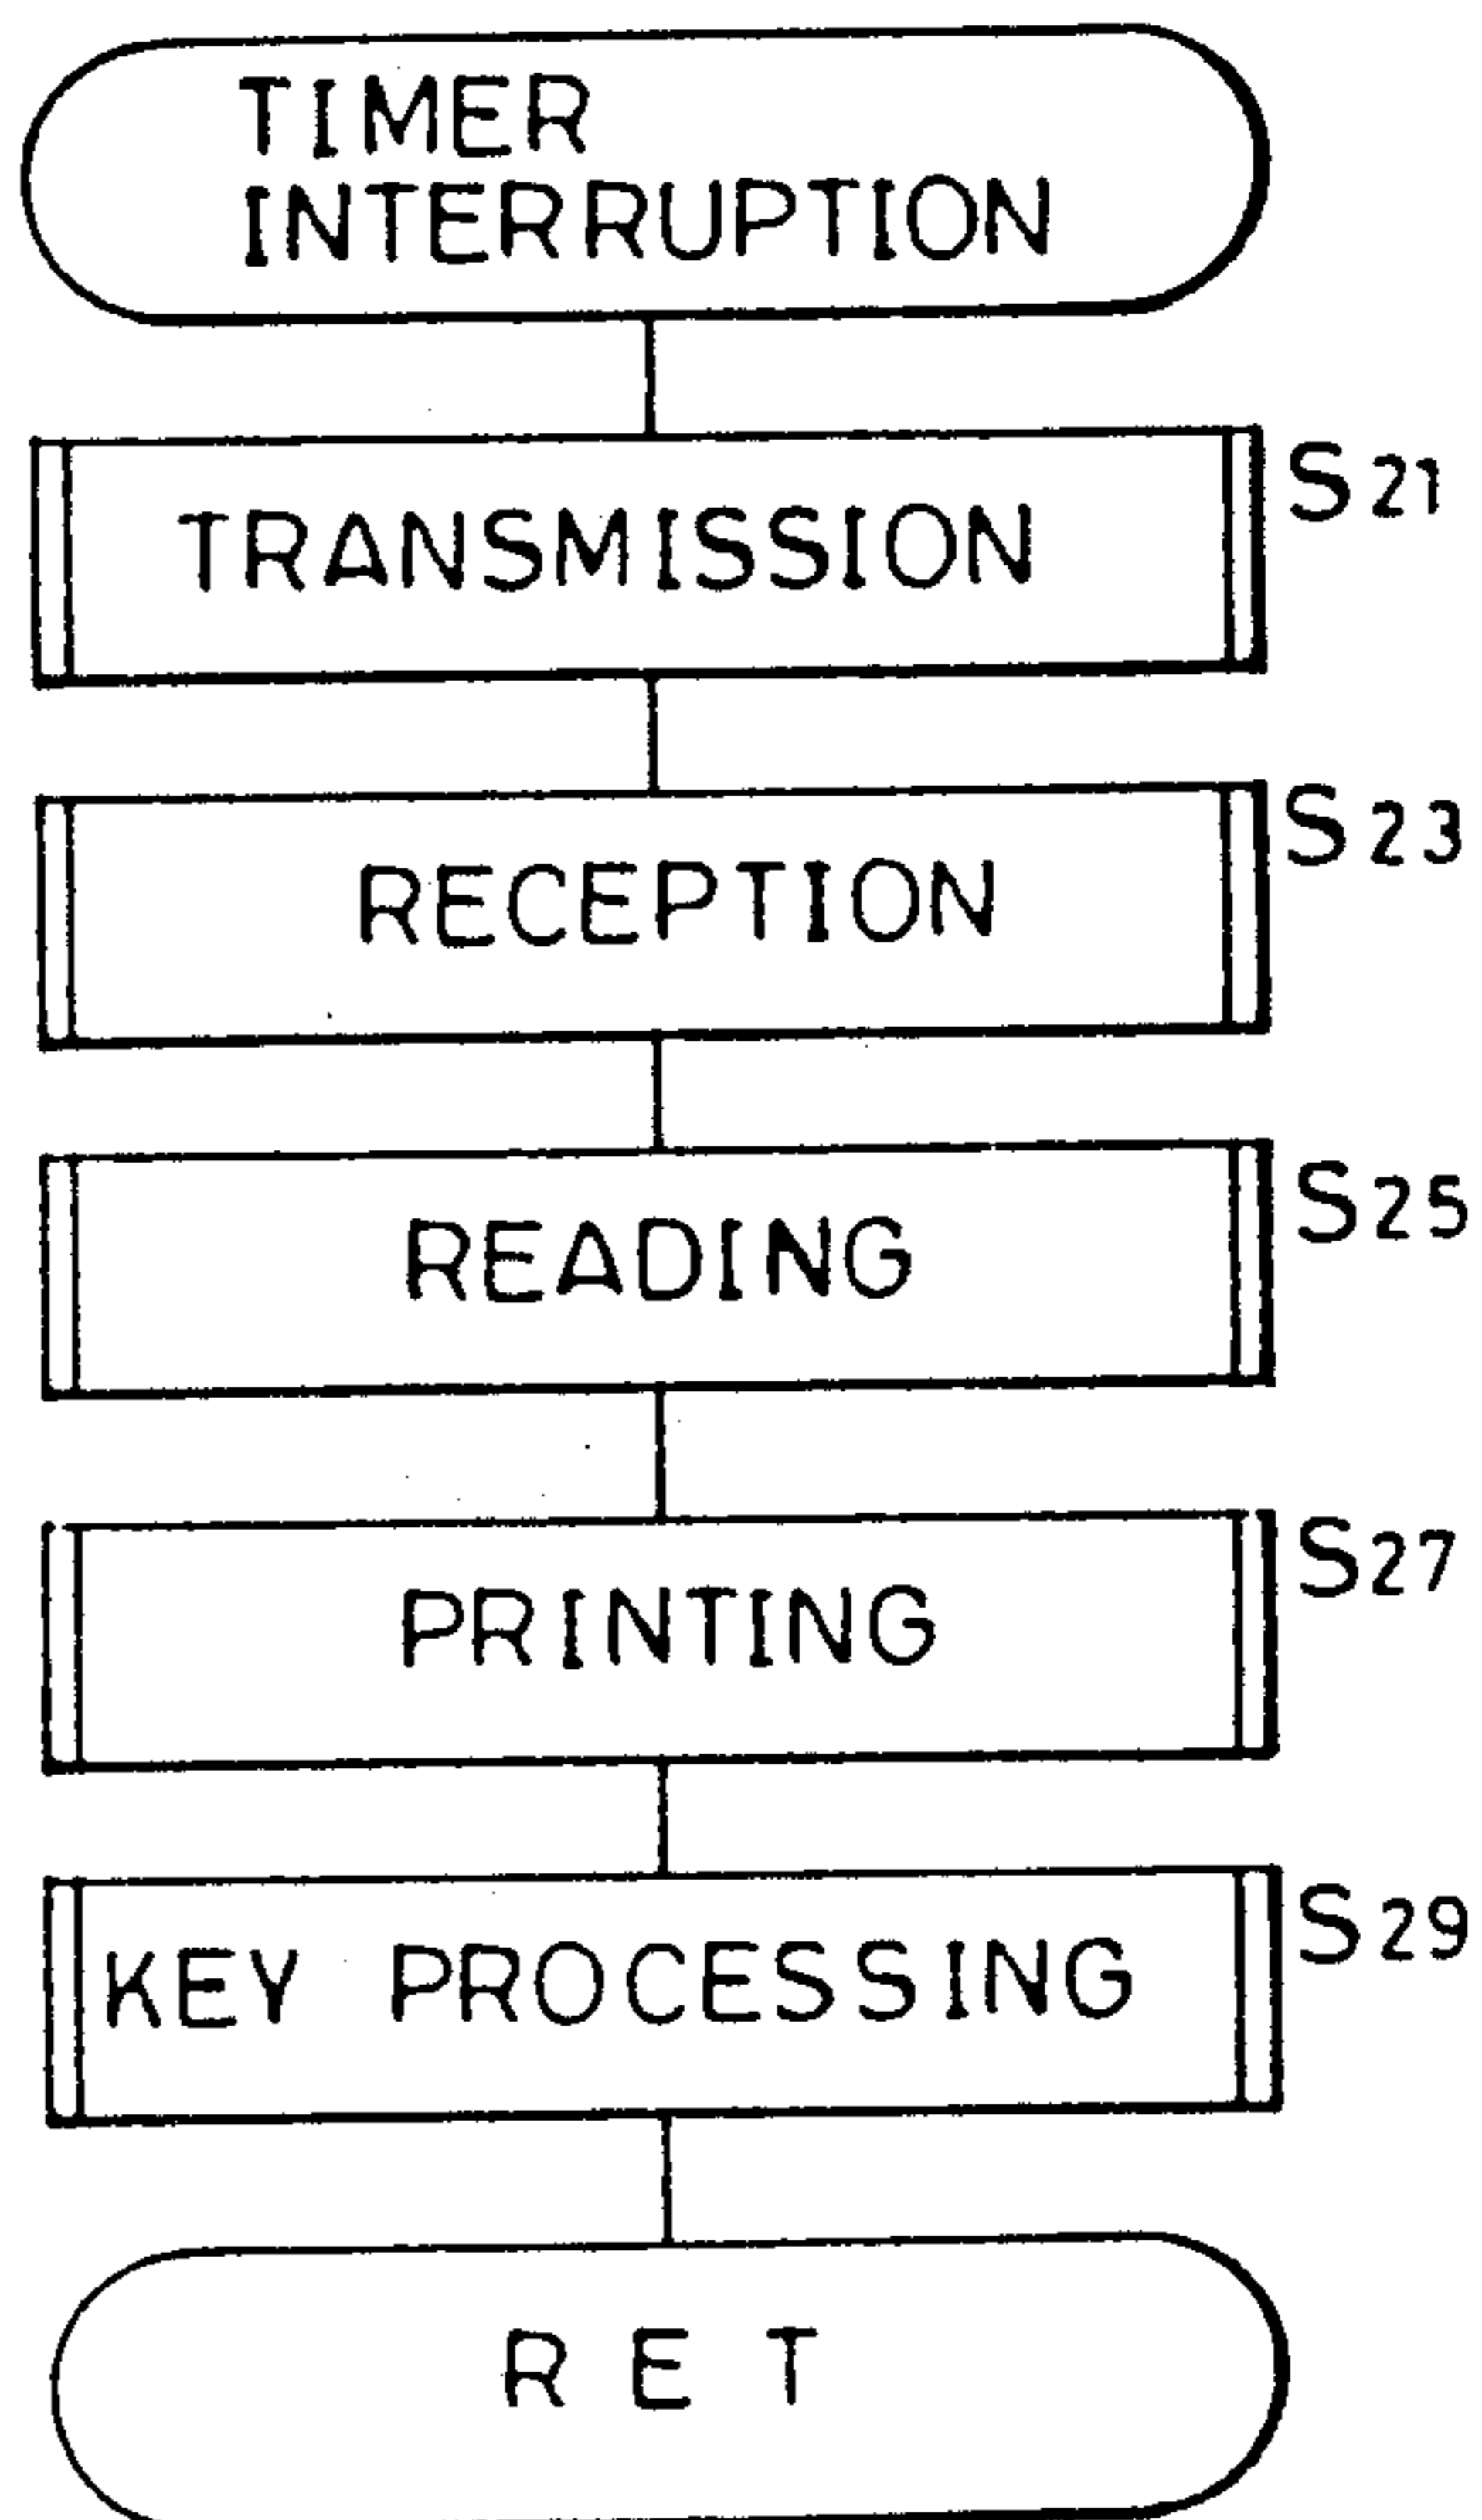 TIMER
INTERRUPTION
TRANSMISSION
S21
RECEPTION
S23
READING
S25
PRINTING
S27
KEY PROCESSING
S29
RET